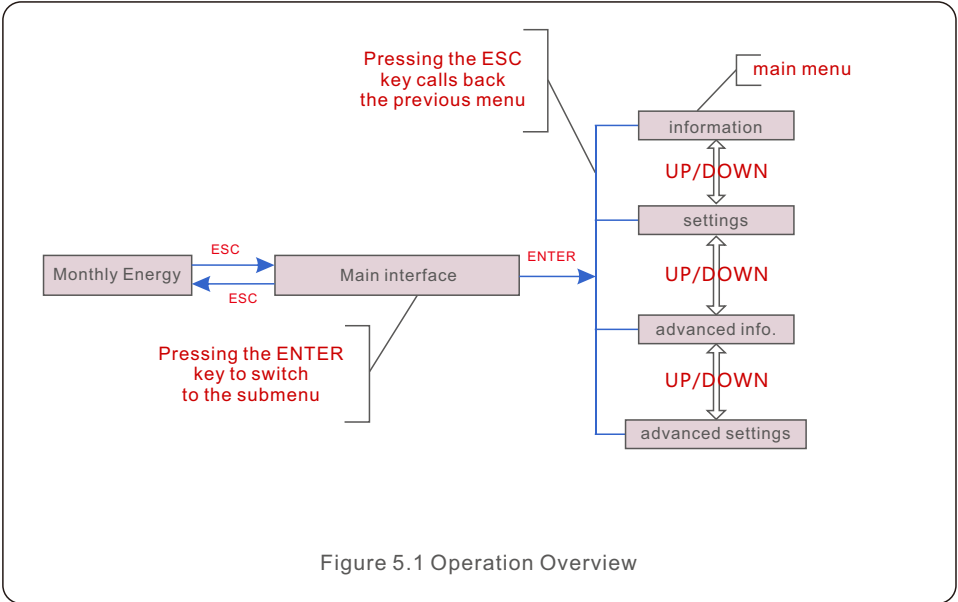 Pressing the ESC
key calls back
the previous menu
main menu
information
UP/DOWN
settings
ESC
ENTER
Monthly Energy
Main interface
UP/DOWN
ESC
advanced info.
Pressing the ENTER
key to switch
to the submenu
UP/DOWN
advanced settings
Figure 5.1 Operation Overview